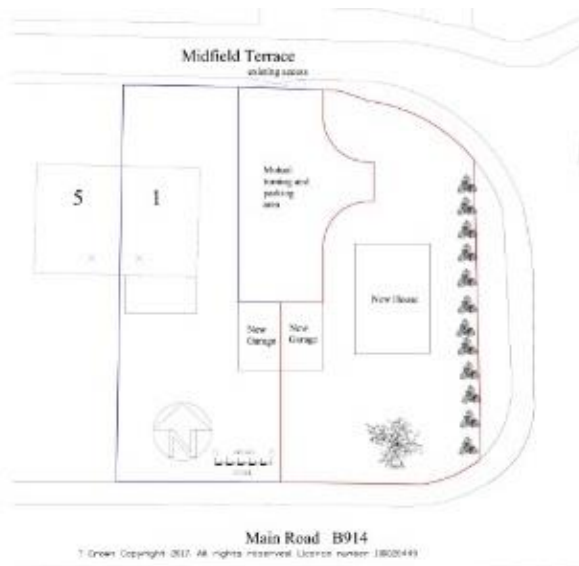 Midfield Terrace
existing access
5
1
Mutual
turning and
parking
area
New House
New
Garage
New
Garage
N
Main Road B914
? Crown Copyright 2017. All rights reserved. Licence number 100020449